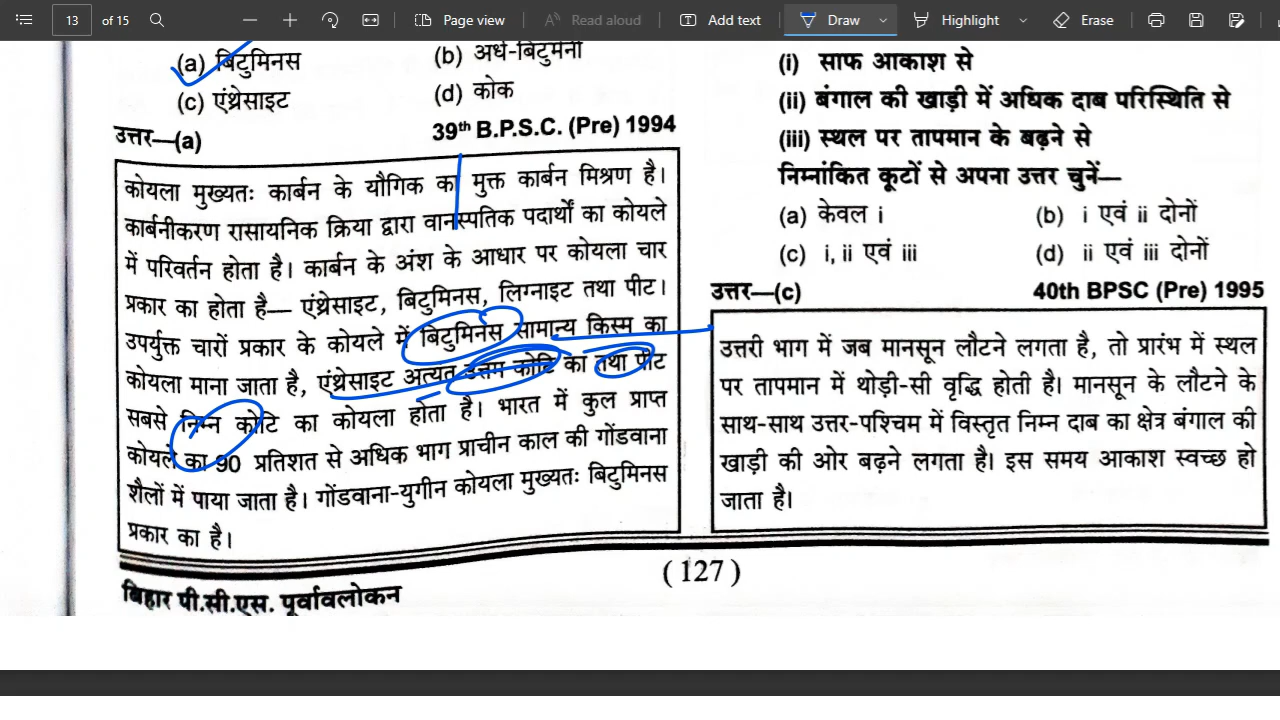 13 of 15 Page view Read aloud Add text Draw Highlight Erase
(a) बिटुमिनस (b) अर्ध-बिटुमनी
(c) एंथ्रेसाइट (d) कोक
उत्तर—(a) 39th B.P.S.C. (Pre) 1994
कोयला मुख्यतः कार्बन के यौगिक का मुक्त कार्बन मिश्रण है।
कार्बनीकरण रासायनिक क्रिया द्वारा वानस्पतिक पदार्थों का कोयले
में परिवर्तन होता है। कार्बन के अंश के आधार पर कोयला चार
प्रकार का होता है— एंथ्रेसाइट, बिटुमिनस, लिग्नाइट तथा पीट।
उपर्युक्त चारों प्रकार के कोयले में बिटुमिनस सामान्य किस्म का
कोयला माना जाता है, एंथ्रेसाइट अत्यंत उत्तम कोटि का तथा पीट
सबसे निम्न कोटि का कोयला होता है। भारत में कुल प्राप्त
कोयले का 90 प्रतिशत से अधिक भाग प्राचीन काल की गोंडवाना
शैलों में पाया जाता है। गोंडवाना-युगीन कोयला मुख्यतः बिटुमिनस
प्रकार का है।
(i) साफ आकाश से
(ii) बंगाल की खाड़ी में अधिक दाब परिस्थिति से
(iii) स्थल पर तापमान के बढ़ने से
निम्नांकित कूटों से अपना उत्तर चुनें—
(a) केवल i (b) i एवं ii दोनों
(c) i, ii एवं iii (d) ii एवं iii दोनों
उत्तर—(c) 40th BPSC (Pre) 1995
उत्तरी भाग में जब मानसून लौटने लगता है, तो प्रारंभ में स्थल
पर तापमान में थोड़ी-सी वृद्धि होती है। मानसून के लौटने के
साथ-साथ उत्तर-पश्चिम में विस्तृत निम्न दाब का क्षेत्र बंगाल की
खाड़ी की ओर बढ़ने लगता है। इस समय आकाश स्वच्छ हो
जाता है।
(127)
बिहार पी.सी.एस. पूर्वावलोकन